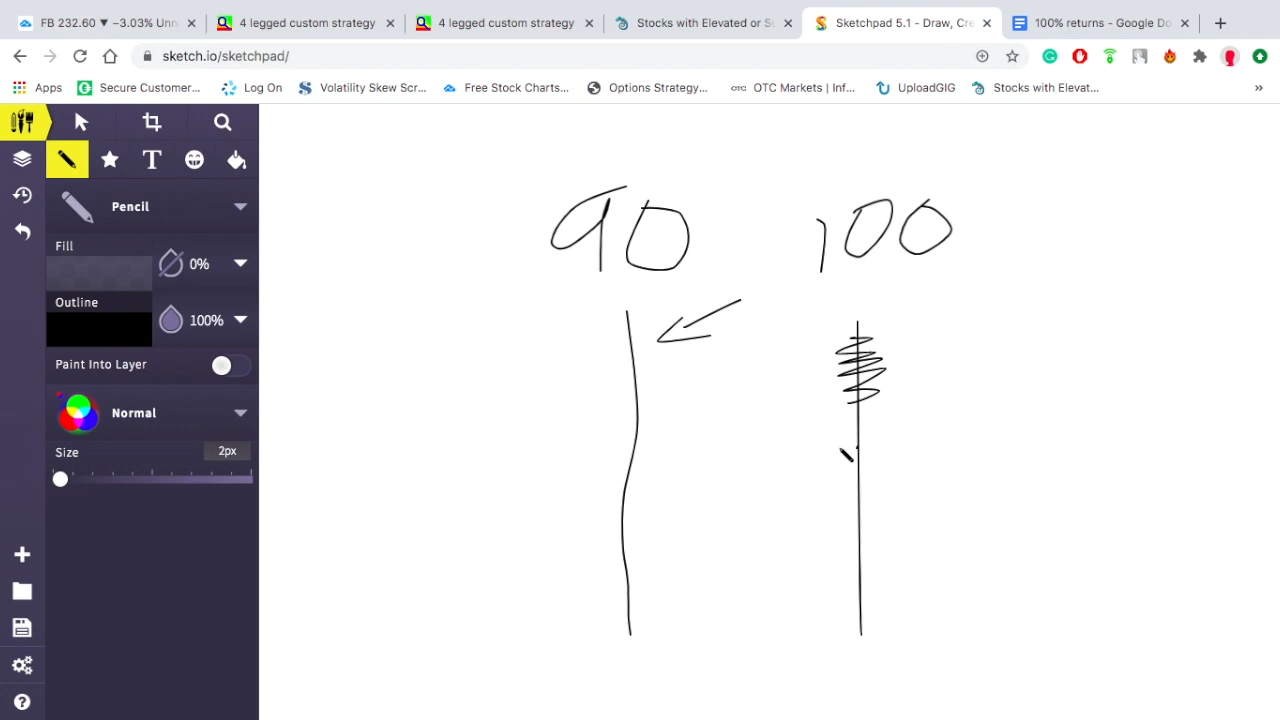 FB 232.60 ▼ −3.03% Unn
4 legged custom strategy
4 legged custom strategy
Stocks with Elevated or Su
Sketchpad 5.1 - Draw, Cre
100% returns - Google Do
sketch.io/sketchpad/
Apps
Secure Customer...
Log On
Volatility Skew Scr...
Free Stock Charts...
Options Strategy...
OTC OTC Markets | Inf...
UploadGIG
Stocks with Elevat...
»
T
Pencil
Fill
0%
Outline
100%
Paint Into Layer
Normal
Size
2px
90 100